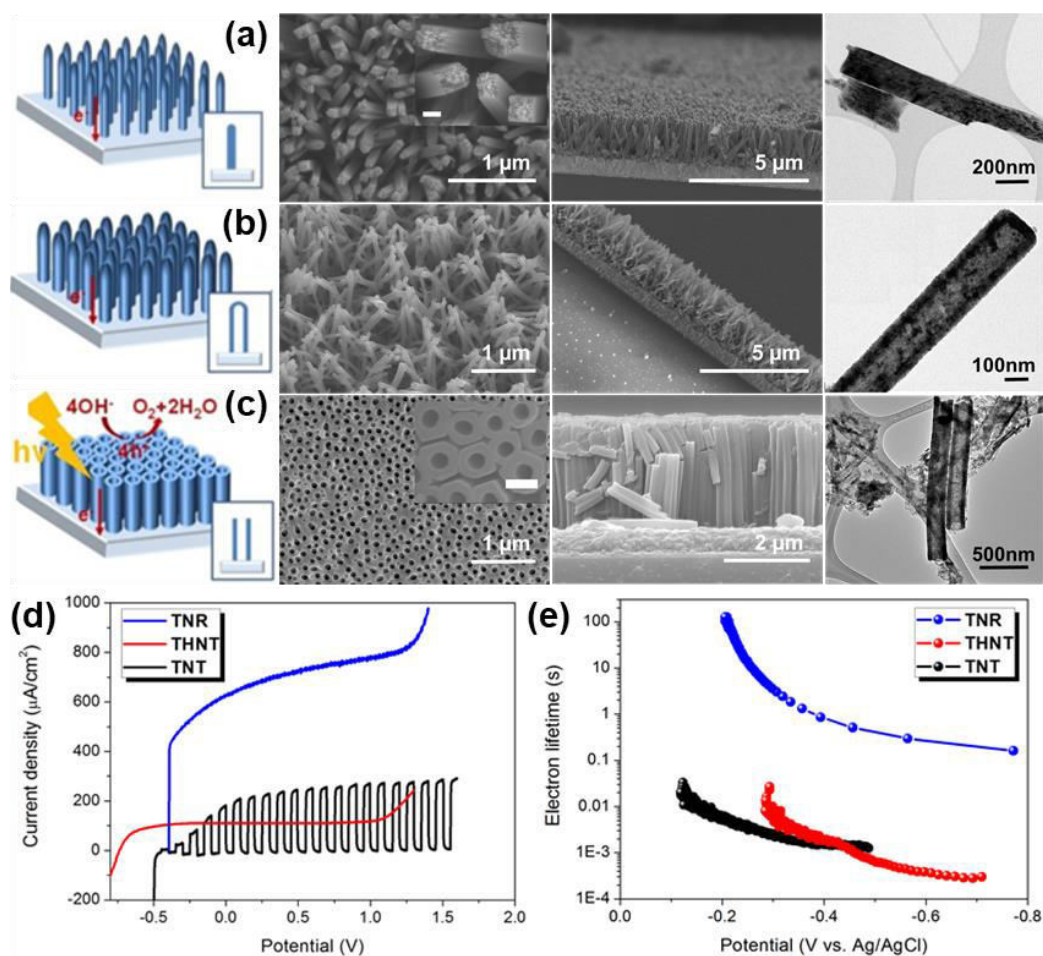 (a)
e
1 µm
5 µm
200nm
(b)
e
1 µm
5 µm
100nm
(c)
4OH⁻ O₂+2H₂O
4h⁺
hν
e
1 µm
2 µm
500nm
(d)
TNR
THNT
TNT
Current density (µA/cm²)
1000
800
600
400
200
0
-200
-0.5 0.0 0.5 1.0 1.5 2.0
Potential (V)
(e)
TNR
THNT
TNT
Electron lifetime (s)
100
10
1
0.1
0.01
1E-3
1E-4
0.0 -0.2 -0.4 -0.6 -0.8
Potential (V vs. Ag/AgCl)